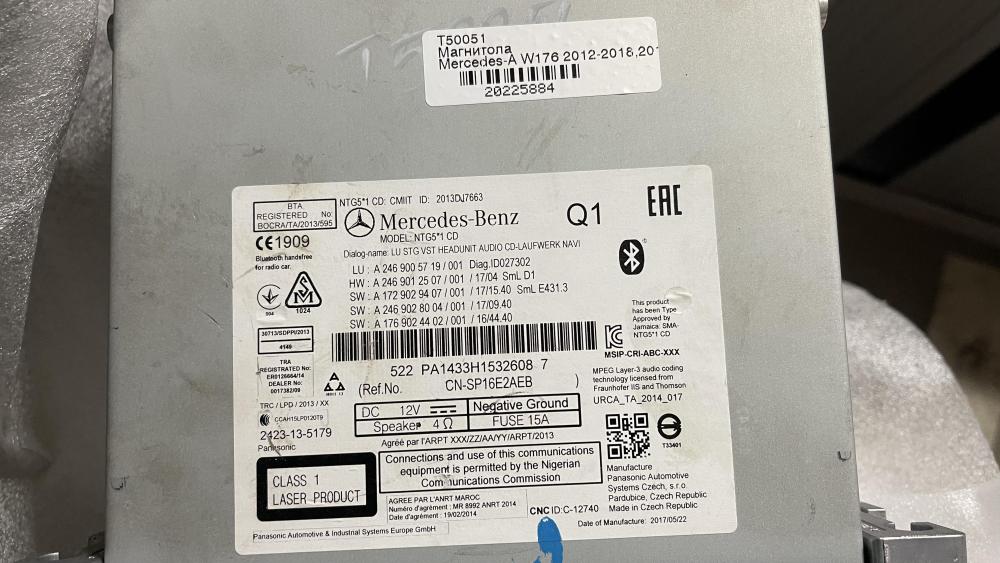 T50051
Магнитола
Mercedes-A W176 2012-2018,201
20225884
BTA
REGISTERED No:
BOCRA/TA/2013/595
NTG5*1 CD: CMIIT ID: 2013DJ7663
Mercedes-Benz
Q1
EAC
MODEL: NTG5*1 CD
CE1909
Bluetooth handsfree
for radio car.
Dialog-name: LU STG VST HEADUNIT AUDIO CD-LAUFWERK NAVI
LU : A 246 900 57 19 / 001 Diag.ID027302
HW : A 246 901 25 07 / 001 / 17/04 SmL D1
SW : A 172 902 94 07 / 001 / 17/15.40 SmL E431.3
SW : A 246 902 80 04 / 001 / 17/09.40
SW : A 176 902 44 02 / 001 / 16/44.40
504
1024
30713/SDPPI/2013
4149
This product
has been Type
Approved by
Jamaica: SMA-
NTG5*1 CD
MSIP-CRI-ABC-XXX
TRA
REGISTERED No:
ER0126664/14
DEALER No:
0017382/09
522 PA1433H1532608 7
(Ref.No. CN-SP16E2AEB )
MPEG Layer-3 audio coding
technology licensed from
Fraunhofer IIS and Thomson
URCA_TA_2014_017
TRC / LPD / 2013 / XX
CCAH15LP0120T9
2423-13-5179
Panasonic
DC 12V
Negative Ground
Speaker 4 Ω
FUSE 15A
Agréé par l'ARPT XXX/ZZ/AA/YY/ARPT/2013
T33401
CLASS 1
LASER PRODUCT
Connections and use of this communications
equipment is permitted by the Nigerian
Communications Commission
AGREE PAR L'ANRT MAROC
Numéro d'agrément : MR 8992 ANRT 2014
Date d'agrément : 19/02/2014
CNC ID:C-12740
Manufacture
Panasonic Automotive
Systems Czech, s.r.o.
Pardubice, Czech Republic
Made in Czech Republic
Date of Manufacture: 2017/05/22
Panasonic Automotive & Industrial Systems Europe GmbH